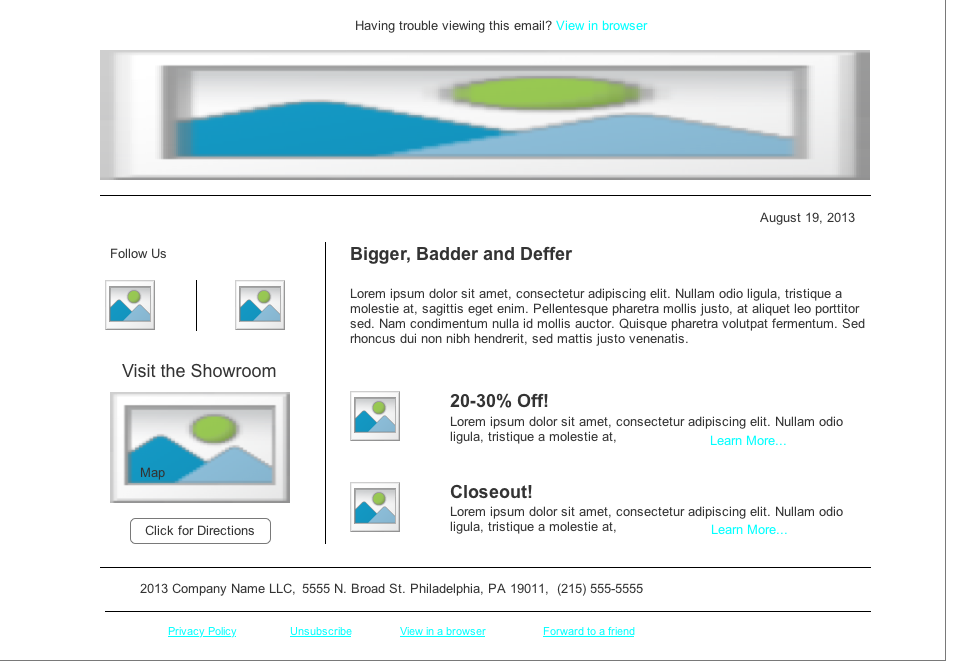 Having trouble viewing this email? View in browser
August 19, 2013
Follow Us
Visit the Showroom
Map
Click for Directions
Bigger, Badder and Deffer
Lorem ipsum dolor sit amet, consectetur adipiscing elit. Nullam odio ligula, tristique a
molestie at, sagittis eget enim. Pellentesque pharetra mollis justo, at aliquet leo porttitor
sed. Nam condimentum nulla id mollis auctor. Quisque pharetra volutpat fermentum. Sed
rhoncus dui non nibh hendrerit, sed mattis justo venenatis.
20-30% Off!
Lorem ipsum dolor sit amet, consectetur adipiscing elit. Nullam odio
ligula, tristique a molestie at, Learn More...
Closeout!
Lorem ipsum dolor sit amet, consectetur adipiscing elit. Nullam odio
ligula, tristique a molestie at, Learn More...
2013 Company Name LLC, 5555 N. Broad St. Philadelphia, PA 19011, (215) 555-5555
Privacy Policy Unsubscribe View in a browser Forward to a friend